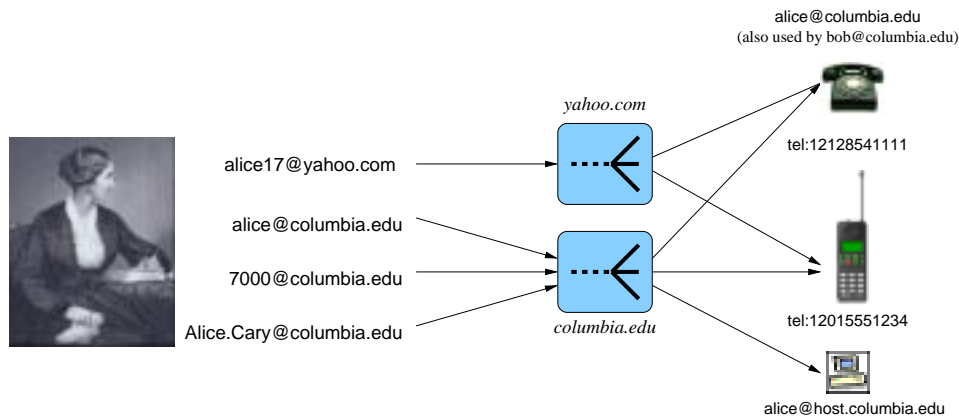 alice@columbia.edu
(also used by bob@columbia.edu)
yahoo.com
tel:12128541111
alice17@yahoo.com
alice@columbia.edu
7000@columbia.edu
Alice.Cary@columbia.edu
columbia.edu
tel:12015551234
alice@host.columbia.edu